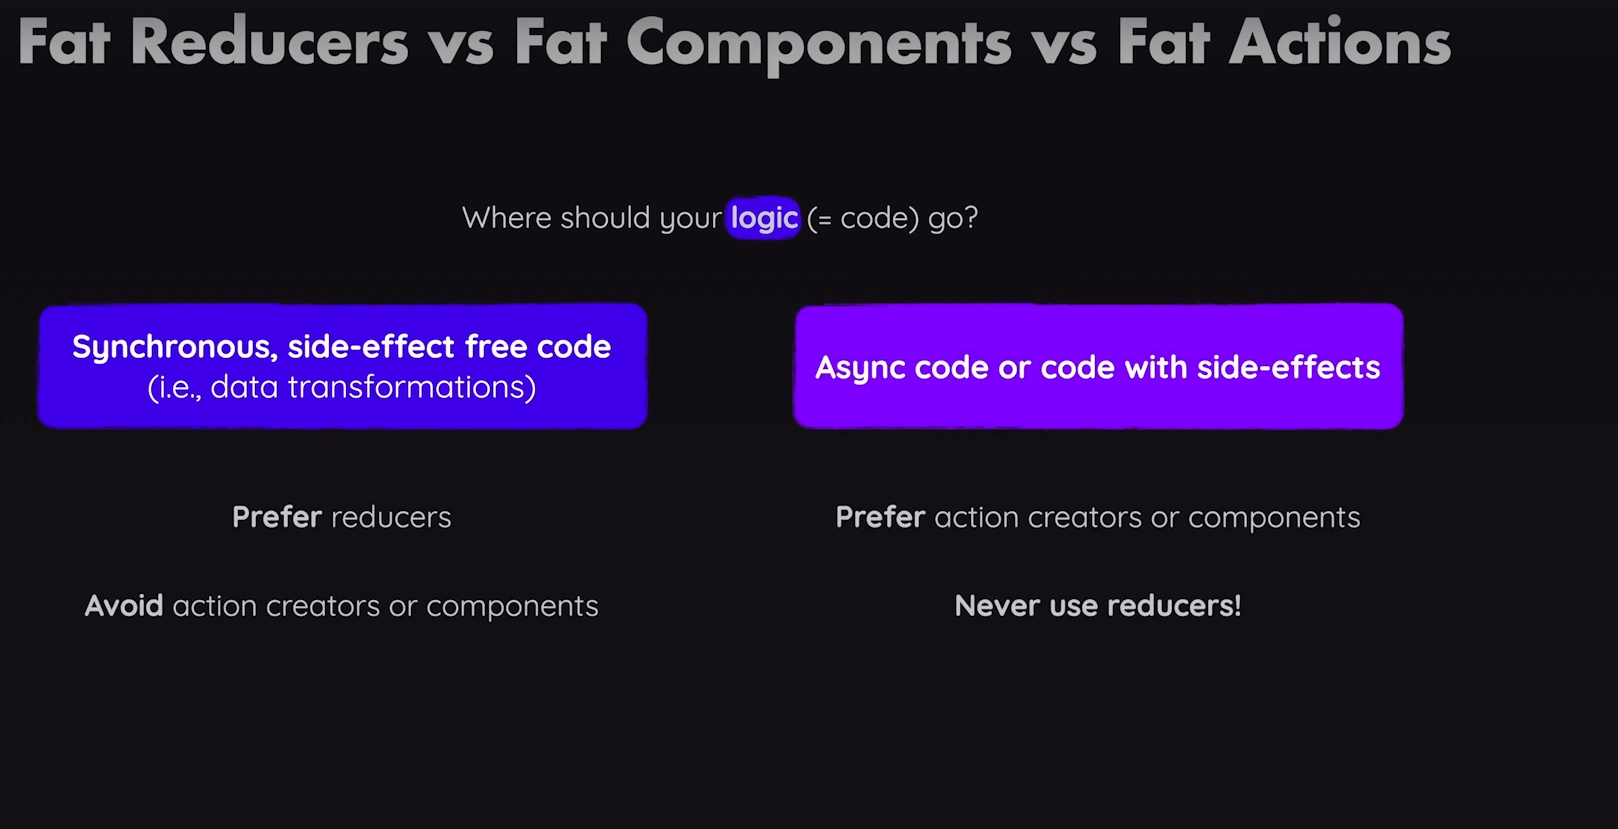 Fat Reducers vs Fat Components vs Fat Actions
Where should your logic (= code) go?
Synchronous, side-effect free code
(i.e., data transformations)
Async code or code with side-effects
Prefer reducers
Prefer action creators or components
Avoid action creators or components
Never use reducers!